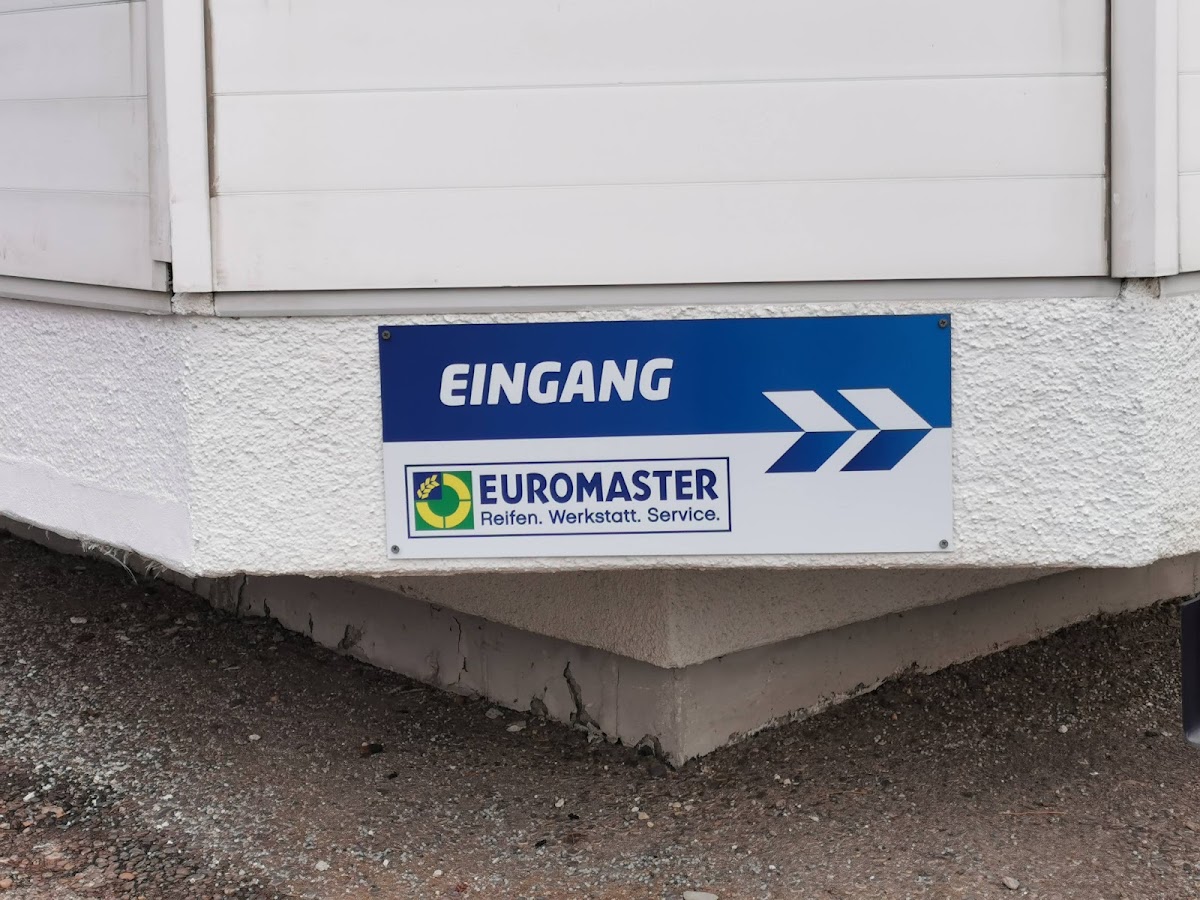 EINGANG
EUROMASTER
Reifen. Werkstatt. Service.